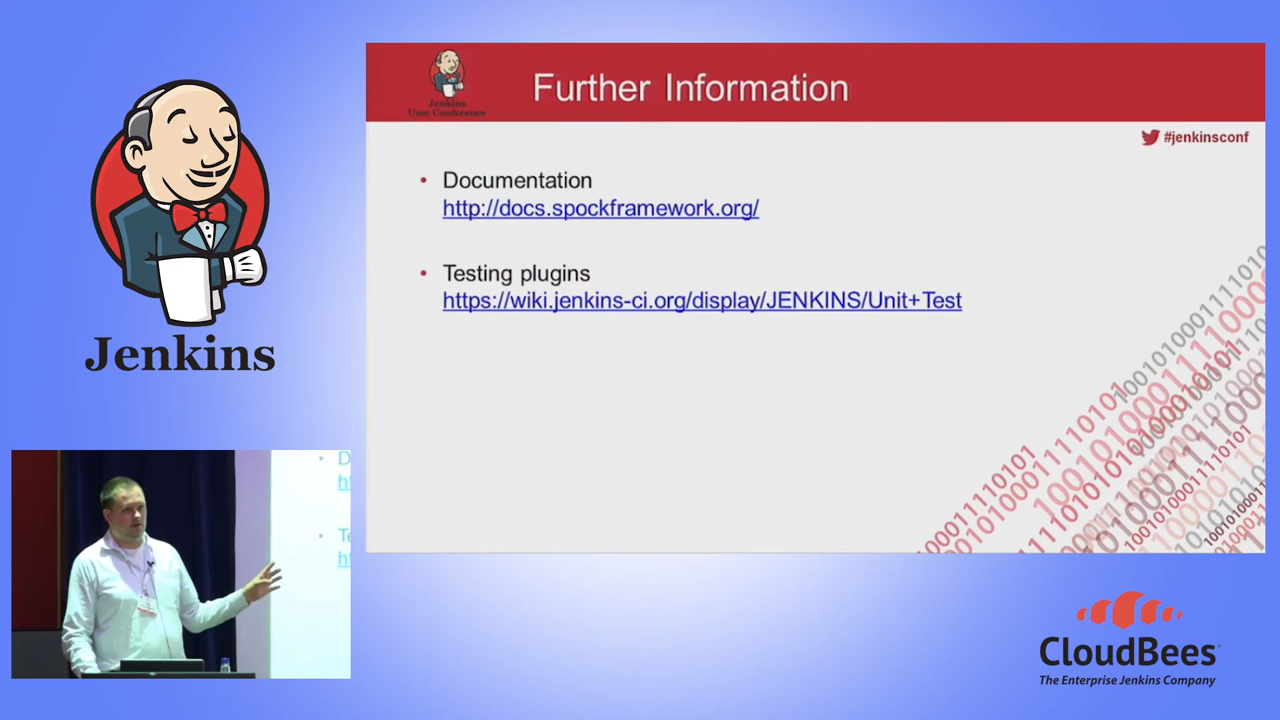 Jenkins
User Conference
Further Information
#jenkinsconf
• Documentation
http://docs.spockframework.org/
• Testing plugins
https://wiki.jenkins-ci.org/display/JENKINS/Unit+Test
Jenkins
CloudBees
The Enterprise Jenkins Company